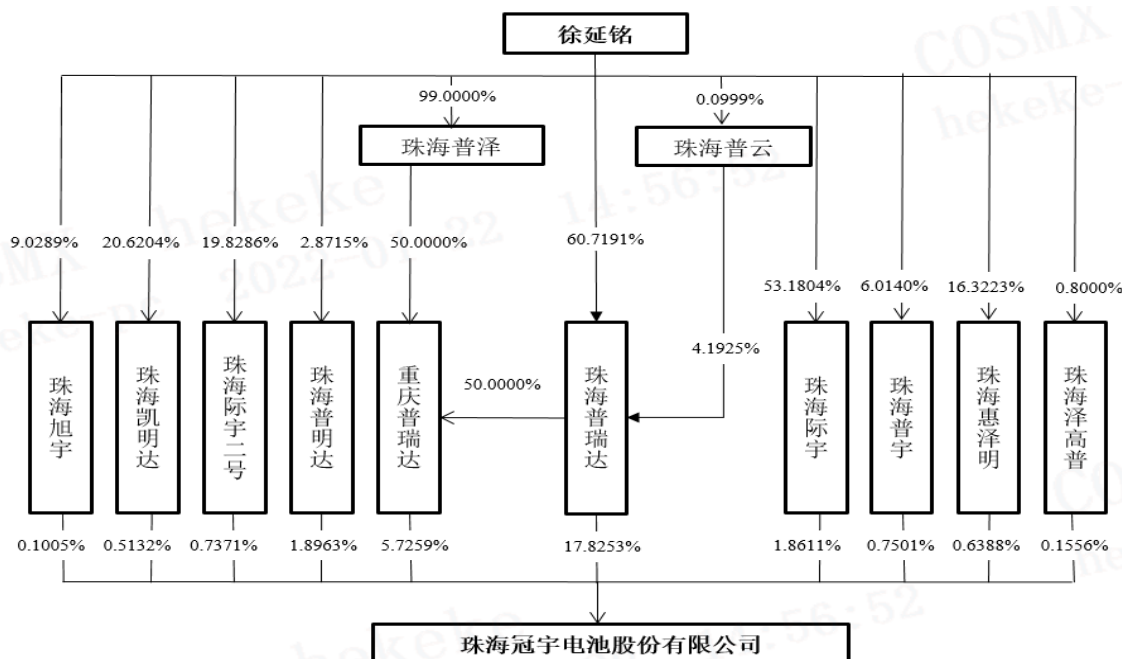 徐延铭
99.0000%
0.0999%
珠海普泽
珠海普云
9.0289%
20.6204%
19.8286%
2.8715%
50.0000%
60.7191%
53.1804%
6.0140%
16.3223%
0.8000%
4.1925%
50.0000%
珠海旭宇
珠海凯明达
珠海际宇二号
珠海普明达
重庆普瑞达
珠海普瑞达
珠海际宇
珠海普宇
珠海惠泽明
珠海泽高普
0.1005%
0.5132%
0.7371%
1.8963%
5.7259%
17.8253%
1.8611%
0.7501%
0.6388%
0.1556%
珠海冠宇电池股份有限公司
COSMX
hekeke
14:56:52